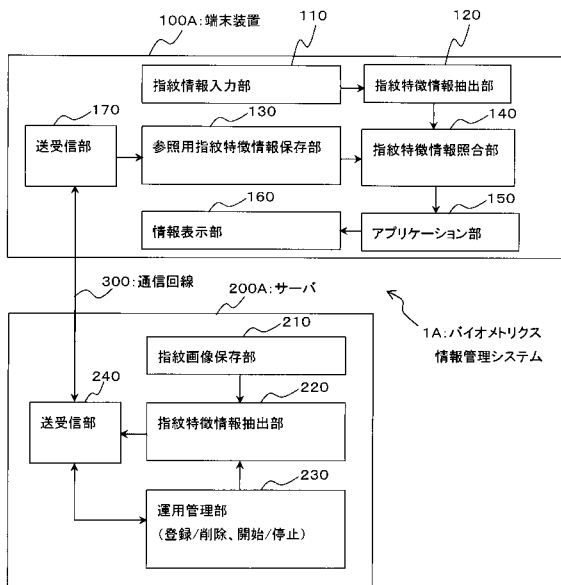 100A:端末装置
110
120
指紋情報入力部
指紋特徴情報抽出部
170
130
140
送受信部
参照用指紋特徴情報保存部
指紋特徴情報照合部
160
150
情報表示部
アプリケーション部
300:通信回線
200A:サーバ
210
1A:バイオメトリクス
情報管理システム
指紋画像保存部
240
220
送受信部
指紋特徴情報抽出部
230
運用管理部
(登録/削除、開始/停止)